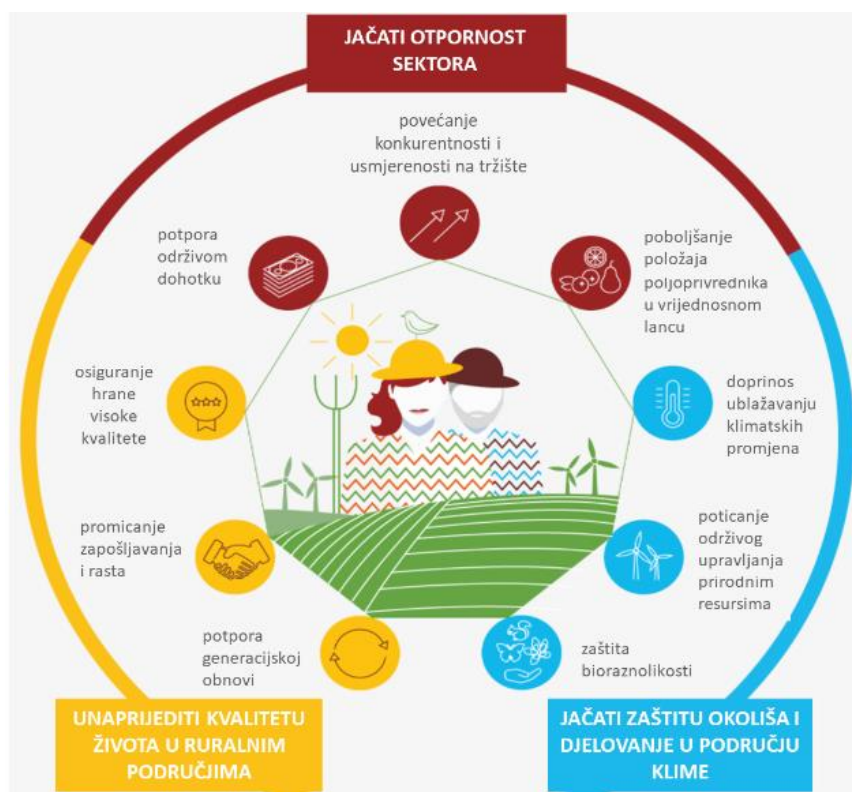 JAČATI OTPORNOST
SEKTORA
povećanje
konkurentnosti i
usmjerenosti na tržište
potpora
održivom
dohotku
poboljšanje
položaja
poljoprivrednika
u vrijednosnom
lancu
osiguranje
hrane
visoke
kvalitete
doprinos
ublažavanju
klimatskih
promjena
promicanje
zapošljavanja
i rasta
poticanje
održivog
upravljanja
prirodnim
resursima
potpora
generacijskoj
obnovi
zaštita
bioraznolikosti
UNAPRIJEDITI KVALITETU
ŽIVOTA U RURALNIM
PODRUČJIMA
JAČATI ZAŠTITU OKOLIŠA I
DJELOVANJE U PODRUČJU
KLIME